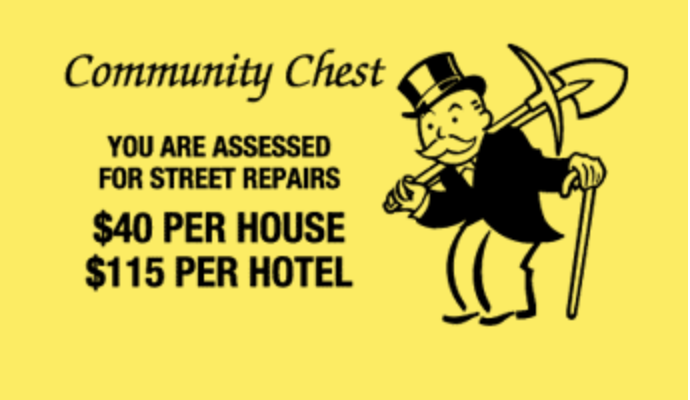 Community Chest
YOU ARE ASSESSED
FOR STREET REPAIRS
$40 PER HOUSE
$115 PER HOTEL